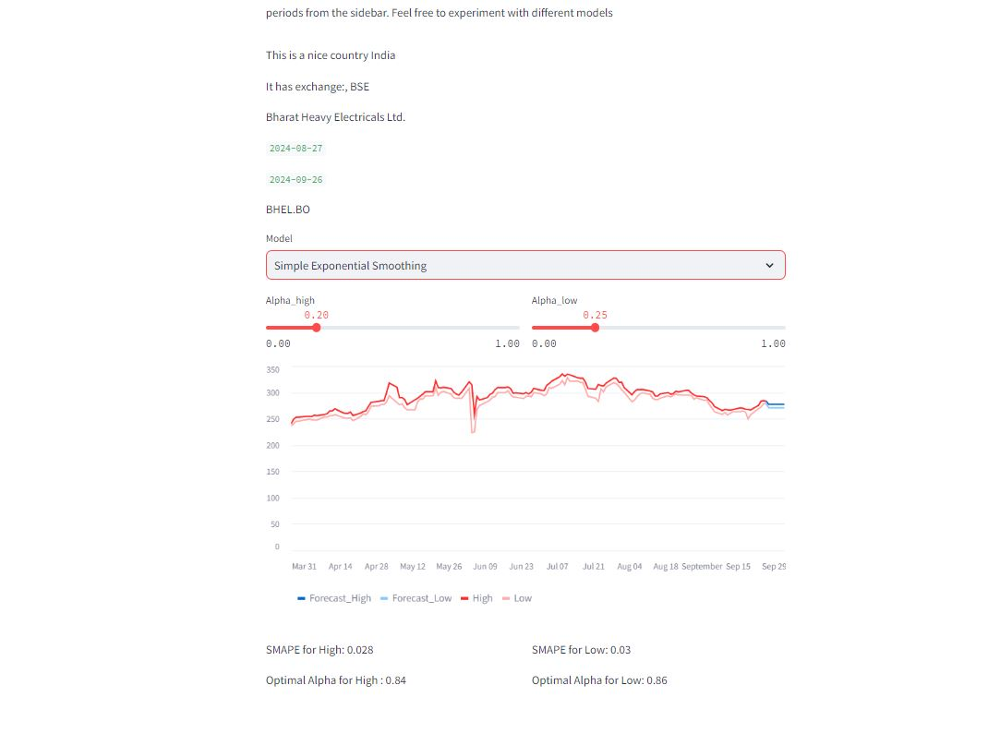 periods from the sidebar. Feel free to experiment with different models
This is a nice country India
It has exchange:, BSE
Bharat Heavy Electricals Ltd.
2024-08-27
2024-09-26
BHEL.BO
Model
Simple Exponential Smoothing
Alpha_high Alpha_low
0.20 0.25
0.00 1.00 0.00 1.00
350
300
250
200
150
100
50
0
Mar 31 Apr 14 Apr 28 May 12 May 26 Jun 09 Jun 23 Jul 07 Jul 21 Aug 04 Aug 18 September Sep 15 Sep 29
Forecast_High Forecast_Low High Low
SMAPE for High: 0.028 SMAPE for Low: 0.03
Optimal Alpha for High : 0.84 Optimal Alpha for Low: 0.86